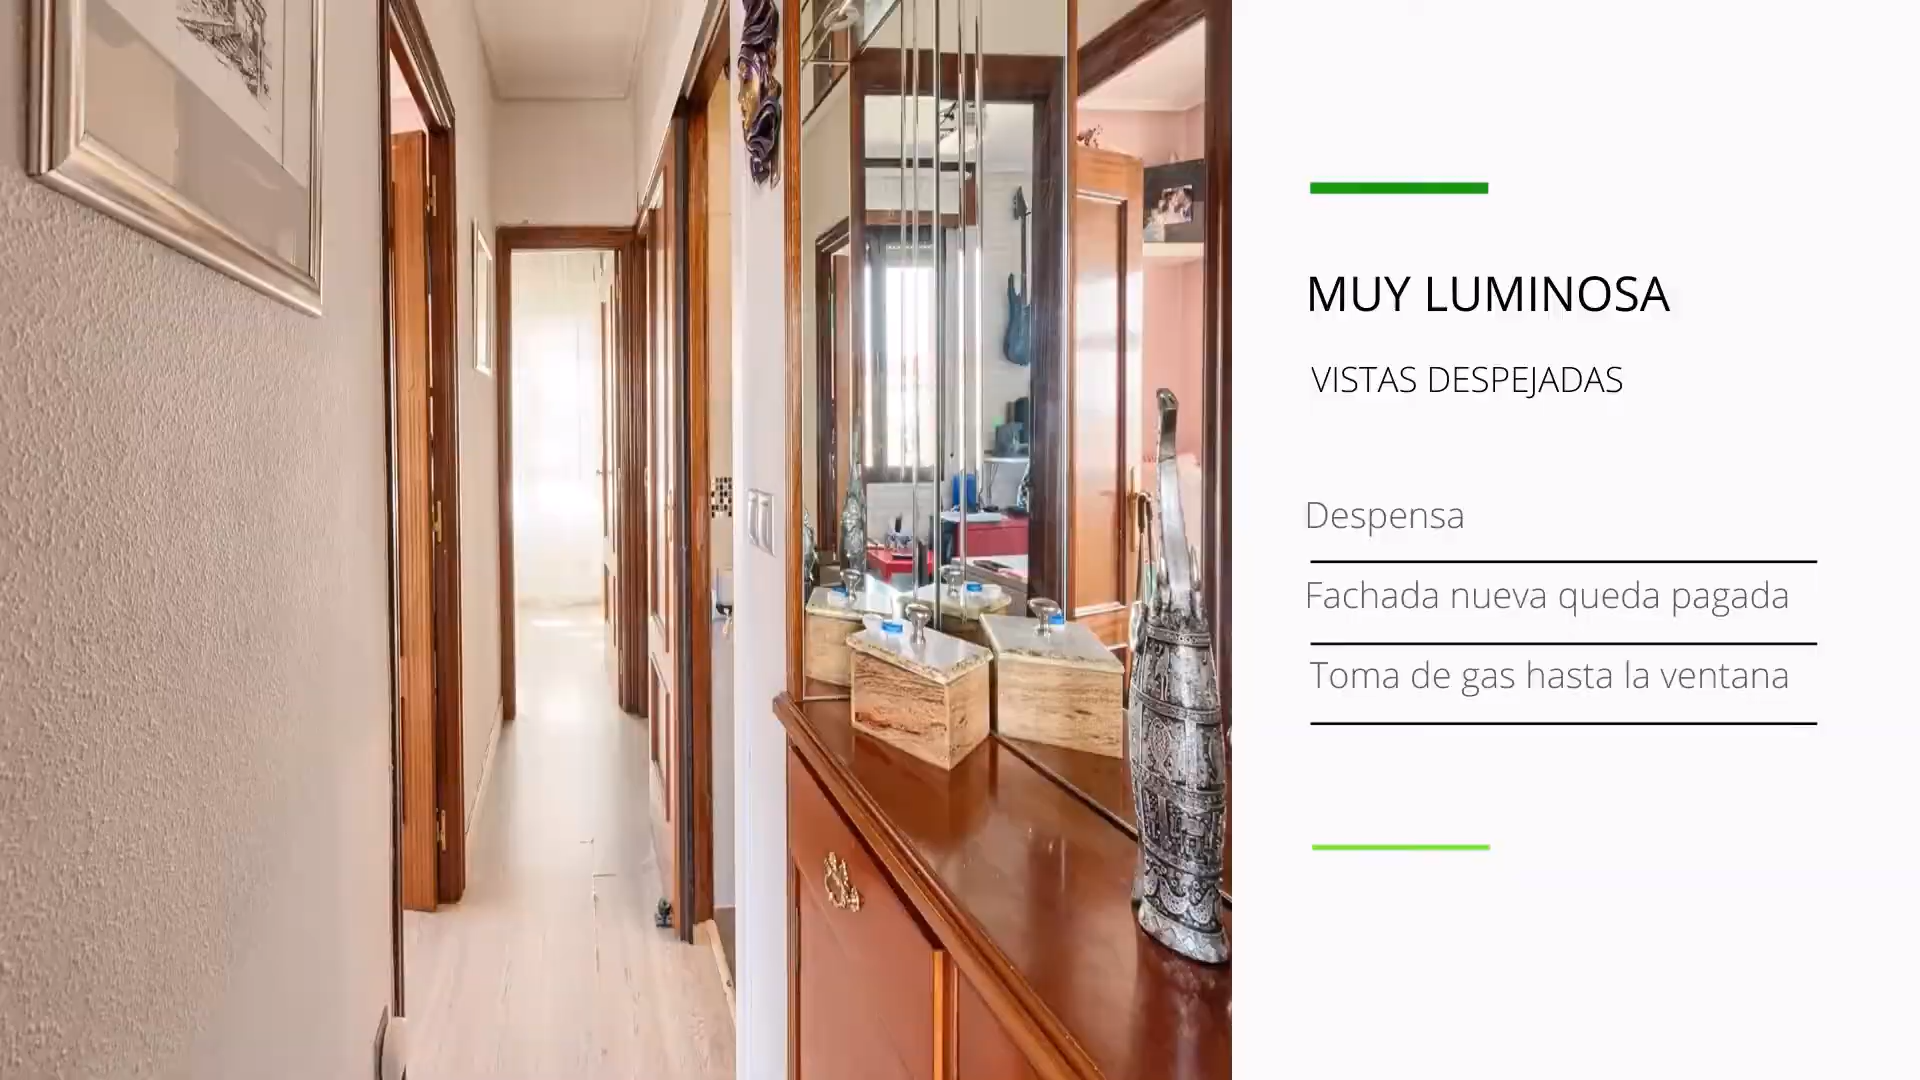 MUY LUMINOSA
VISTAS DESPEJADAS
Despensa
Fachada nueva queda pagada
Toma de gas hasta la ventana